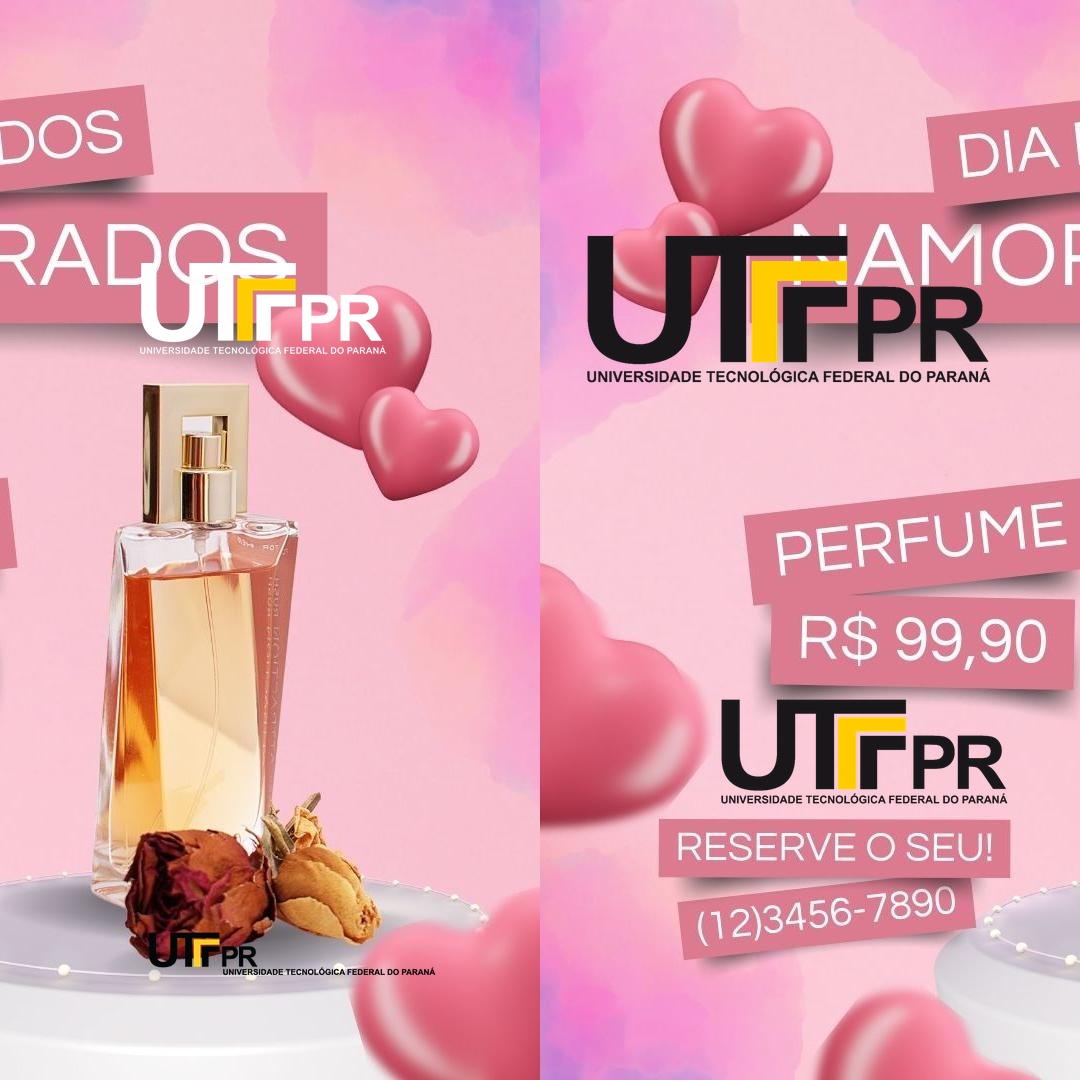 DOS
RADOS
UTFPR
UNIVERSIDADE TECNOLÓGICA FEDERAL DO PARANÁ
UTFPR
UNIVERSIDADE TECNOLÓGICA FEDERAL DO PARANÁ
DIA
NAMOR
UTFPR
UNIVERSIDADE TECNOLÓGICA FEDERAL DO PARANÁ
PERFUME
R$ 99,90
UTFPR
UNIVERSIDADE TECNOLÓGICA FEDERAL DO PARANÁ
RESERVE O SEU!
(12)3456-7890